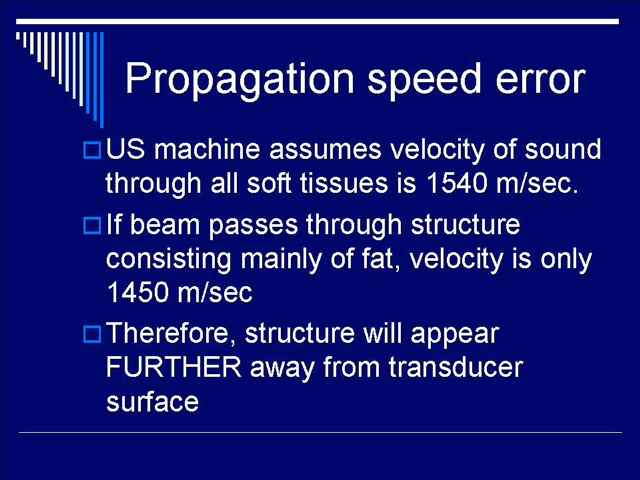 Propagation speed error
US machine assumes velocity of sound
through all soft tissues is 1540 m/sec.
If beam passes through structure
consisting mainly of fat, velocity is only
1450 m/sec
Therefore, structure will appear
FURTHER away from transducer
surface